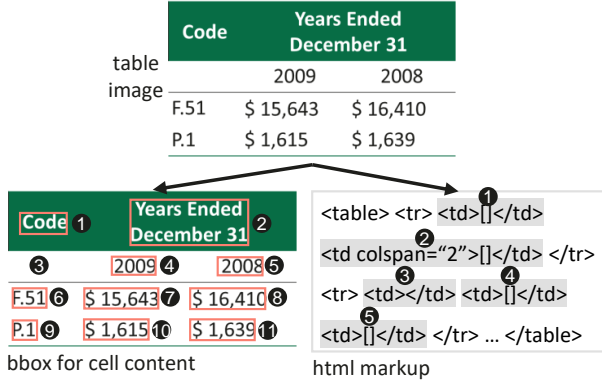 Code Years Ended
December 31
table
image
2009 2008
F.51 $ 15,643 $ 16,410
P.1 $ 1,615 $ 1,639
Code 1 Years Ended
December 31 2
3 2009 4 2008 5
F.51 6 $ 15,643 7 $ 16,410 8
P.1 9 $ 1,615 10 $ 1,639 11
bbox for cell content
1
<table> <tr> <td>[]</td>
2
<td colspan=“2”>[]</td> </tr>
3 4
<tr> <td></td> <td>[]</td>
5
<td>[]</td> </tr> ... </table>
html markup